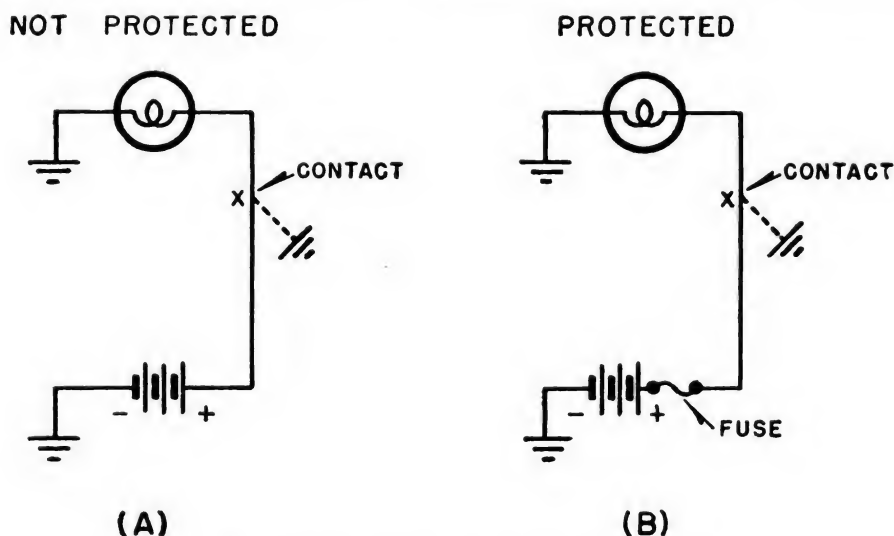 NOT PROTECTED
CONTACT
X
- +
(A)
PROTECTED
CONTACT
X
- +
FUSE
(B)